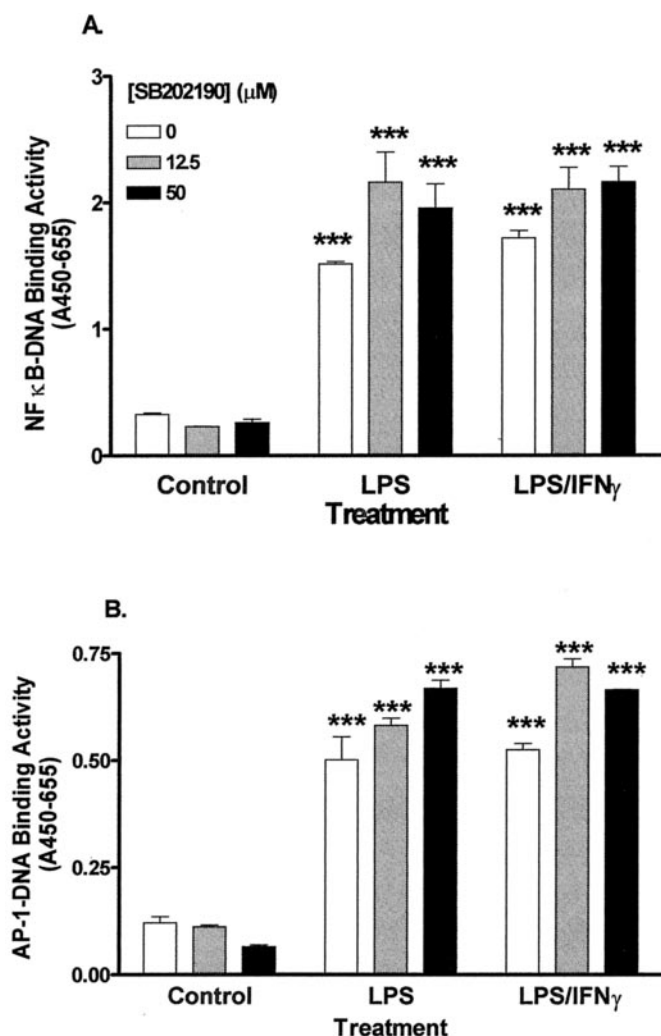 A.
3
2
1
0
NF κ B-DNA Binding Activity
(A450-655)
[SB202190] (μM)
0
12.5
50
***
***
***
***
***
***
Control
LPS
LPS/IFNγ
Treatment
B.
0.75
0.50
0.25
0.00
AP-1-DNA Binding Activity
(A450-655)
***
***
***
***
***
***
Control
LPS
LPS/IFNγ
Treatment